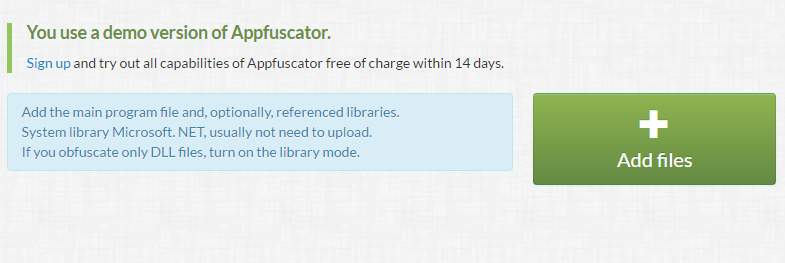 You use a demo version of Appfuscator.
Sign up and try out all capabilities of Appfuscator free of charge within 14 days.
Add the main program file and, optionally, referenced libraries.
System library Microsoft. NET, usually not need to upload.
If you obfuscate only DLL files, turn on the library mode.
Add files